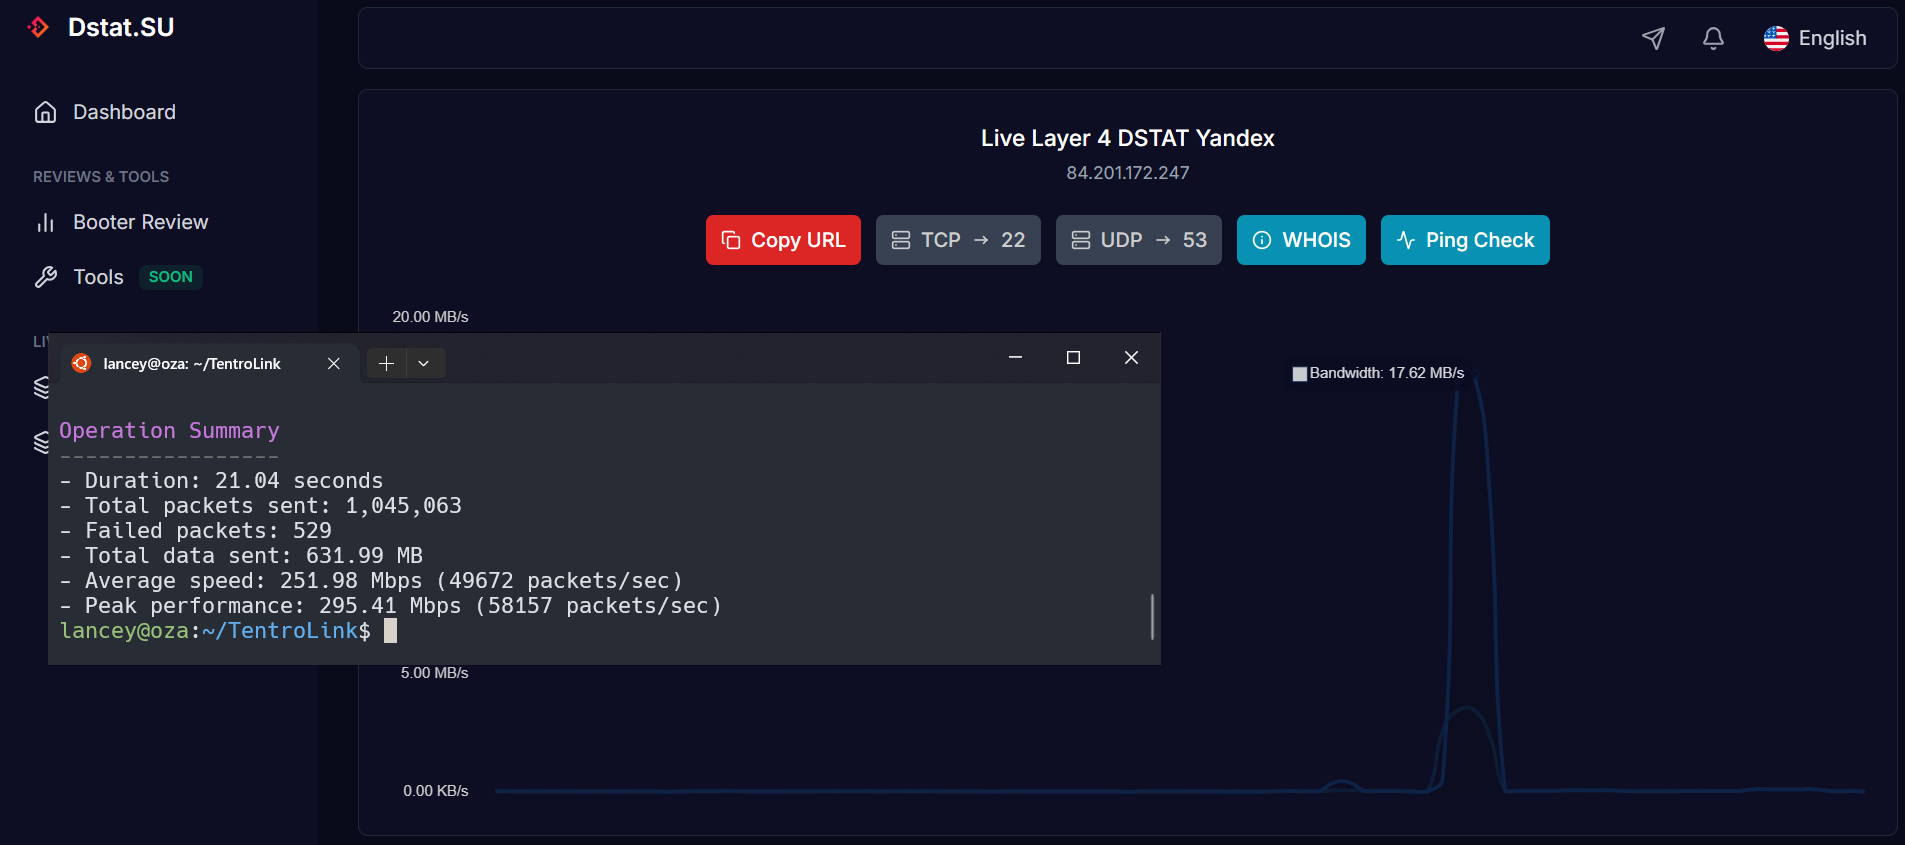 Dstat.SU
English
Dashboard
REVIEWS & TOOLS
Booter Review
Tools SOON
Live Layer 4 DSTAT Yandex
84.201.172.247
Copy URL
TCP → 22
UDP → 53
WHOIS
Ping Check
20.00 MB/s
Bandwidth: 17.62 MB/s
5.00 MB/s
0.00 KB/s
lancey@oza: ~/TentroLink
Operation Summary
-----------------
- Duration: 21.04 seconds
- Total packets sent: 1,045,063
- Failed packets: 529
- Total data sent: 631.99 MB
- Average speed: 251.98 Mbps (49672 packets/sec)
- Peak performance: 295.41 Mbps (58157 packets/sec)
lancey@oza:~/TentroLink$